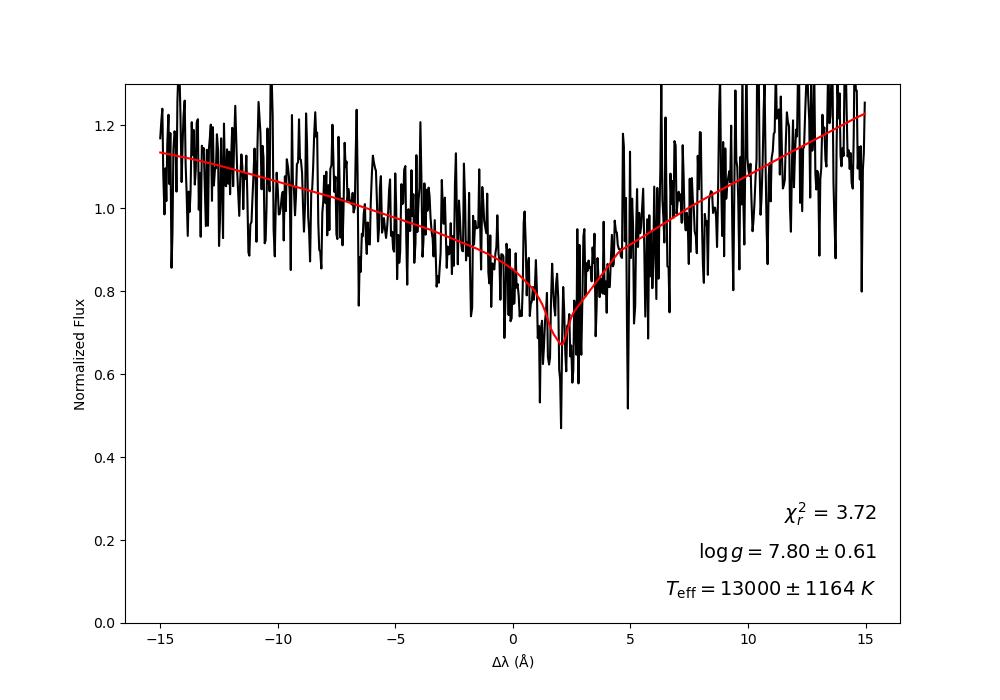 1.2
1.0
0.8
0.6
0.4
0.2
0.0
Normalized Flux
χ²ᵣ = 3.72
log g = 7.80 ± 0.61
T_eff = 13000 ± 1164 K
−15 −10 −5 0 5 10 15
Δλ (Å)